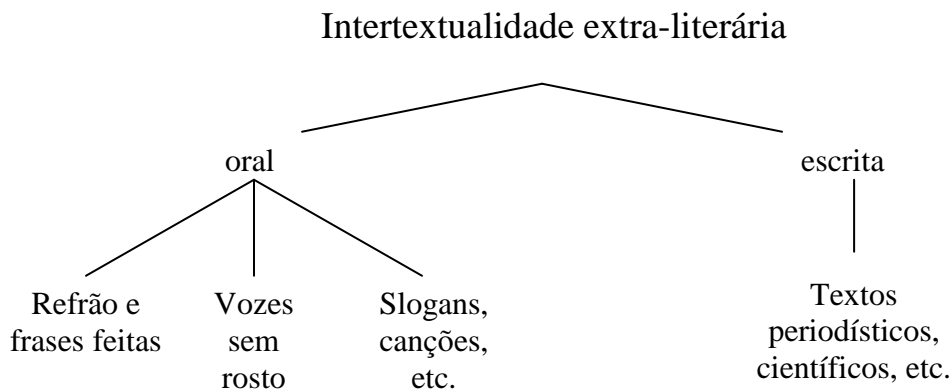 Intertextualidade extra-literária
oral
escrita
Refrão e
frases feitas
Vozes
sem
rosto
Slogans,
canções,
etc.
Textos
periodísticos,
científicos, etc.